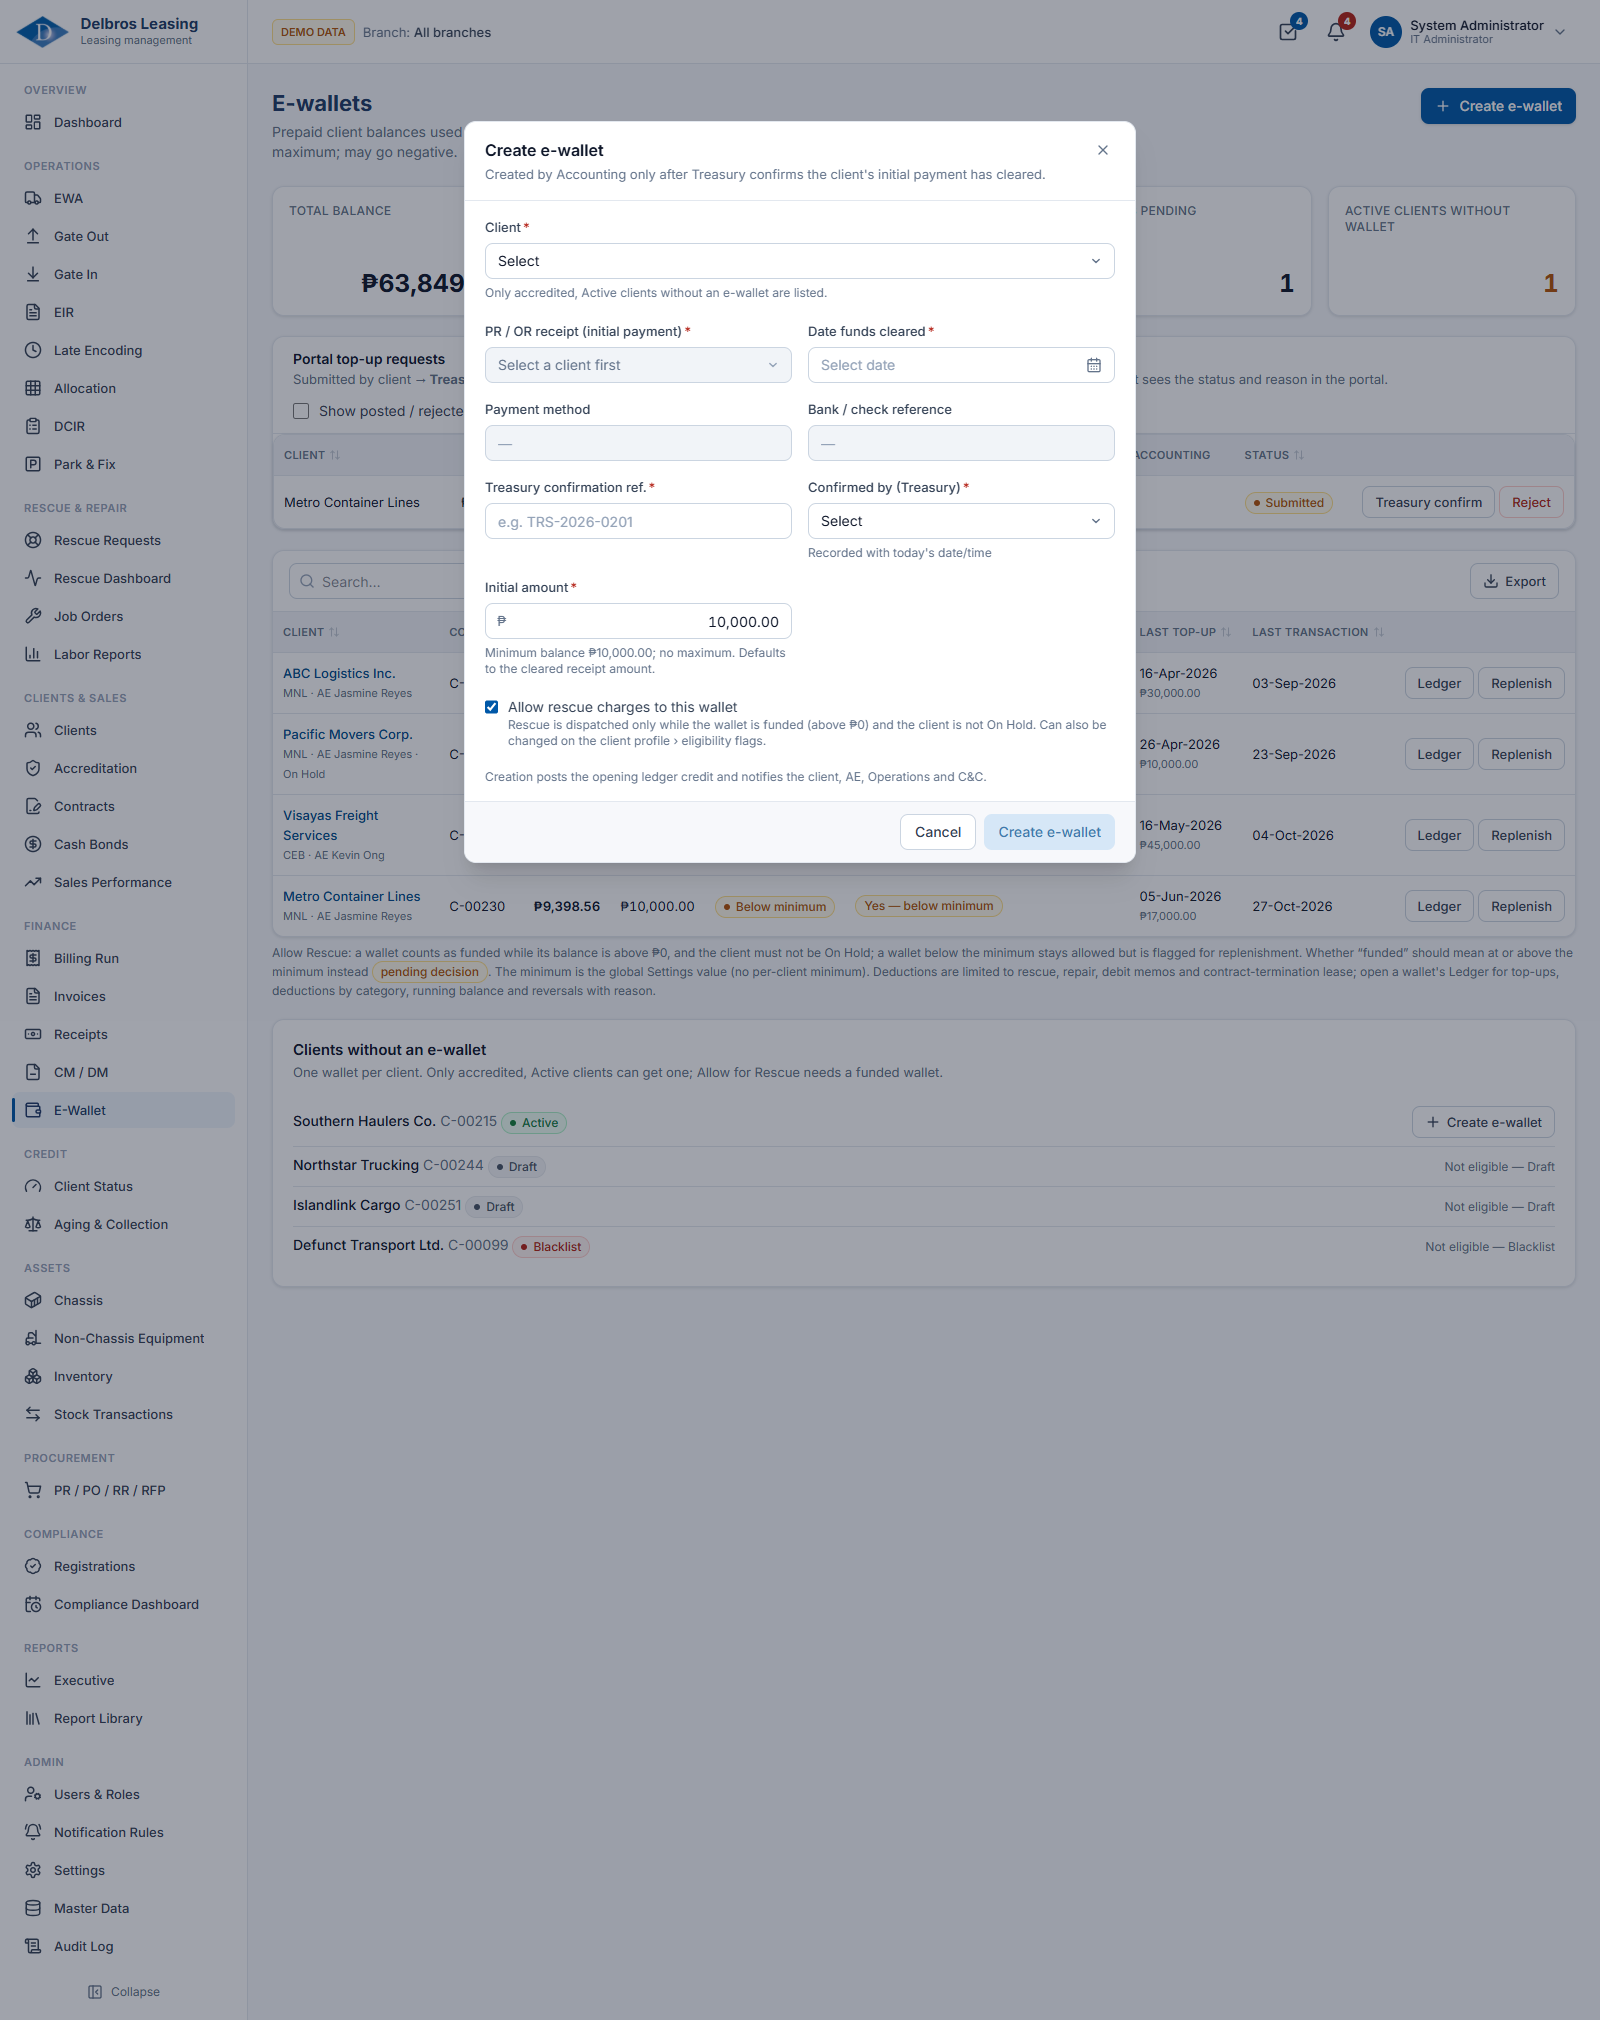 Delbros Leasing
Leasing management
DEMO DATA
Branch: All branches
4
4
SA
System Administrator
IT Administrator
OVERVIEW
Dashboard
OPERATIONS
EWA
Gate Out
Gate In
EIR
Late Encoding
Allocation
DCIR
Park & Fix
RESCUE & REPAIR
Rescue Requests
Rescue Dashboard
Job Orders
Labor Reports
CLIENTS & SALES
Clients
Accreditation
Contracts
Cash Bonds
Sales Performance
FINANCE
Billing Run
Invoices
Receipts
CM / DM
E-Wallet
CREDIT
Client Status
Aging & Collection
ASSETS
Chassis
Non-Chassis Equipment
Inventory
Stock Transactions
PROCUREMENT
PR / PO / RR / RFP
COMPLIANCE
Registrations
Compliance Dashboard
REPORTS
Executive
Report Library
ADMIN
Users & Roles
Notification Rules
Settings
Master Data
Audit Log
Collapse
E-wallets
Prepaid client balances used
maximum; may go negative.
Create e-wallet
TOTAL BALANCE
₱63,849
PENDING
1
ACTIVE CLIENTS WITHOUT
WALLET
1
Portal top-up requests
Submitted by client → Treas
sees the status and reason in the portal.
Show posted / rejecte
CLIENT
ACCOUNTING
STATUS
Metro Container Lines
Submitted
Treasury confirm
Reject
Search...
Export
CLIENT
CO
LAST TOP-UP
LAST TRANSACTION
ABC Logistics Inc.
MNL · AE Jasmine Reyes
C-
16-Apr-2026
₱30,000.00
03-Sep-2026
Ledger
Replenish
Pacific Movers Corp.
MNL · AE Jasmine Reyes ·
On Hold
C-
26-Apr-2026
₱10,000.00
23-Sep-2026
Ledger
Replenish
Visayas Freight
Services
CEB · AE Kevin Ong
C-
16-May-2026
₱45,000.00
04-Oct-2026
Ledger
Replenish
Metro Container Lines
MNL · AE Jasmine Reyes
C-00230
₱9,398.56
₱10,000.00
Below minimum
Yes — below minimum
05-Jun-2026
₱17,000.00
27-Oct-2026
Ledger
Replenish
Allow Rescue: a wallet counts as funded while its balance is above ₱0, and the client must not be On Hold; a wallet below the minimum stays allowed but is flagged for replenishment. Whether “funded” should mean at or above the
minimum instead pending decision . The minimum is the global Settings value (no per-client minimum). Deductions are limited to rescue, repair, debit memos and contract-termination lease; open a wallet's Ledger for top-ups,
deductions by category, running balance and reversals with reason.
Clients without an e-wallet
One wallet per client. Only accredited, Active clients can get one; Allow for Rescue needs a funded wallet.
Southern Haulers Co. C-00215 Active
Create e-wallet
Northstar Trucking C-00244 Draft
Not eligible — Draft
Islandlink Cargo C-00251 Draft
Not eligible — Draft
Defunct Transport Ltd. C-00099 Blacklist
Not eligible — Blacklist
Create e-wallet
Created by Accounting only after Treasury confirms the client's initial payment has cleared.
Client *
Select
Only accredited, Active clients without an e-wallet are listed.
PR / OR receipt (initial payment) *
Select a client first
Date funds cleared *
Select date
Payment method
—
Bank / check reference
—
Treasury confirmation ref. *
e.g. TRS-2026-0201
Confirmed by (Treasury) *
Select
Recorded with today's date/time
Initial amount *
₱ 10,000.00
Minimum balance ₱10,000.00; no maximum. Defaults
to the cleared receipt amount.
Allow rescue charges to this wallet
Rescue is dispatched only while the wallet is funded (above ₱0) and the client is not On Hold. Can also be
changed on the client profile › eligibility flags.
Creation posts the opening ledger credit and notifies the client, AE, Operations and C&C.
Cancel
Create e-wallet